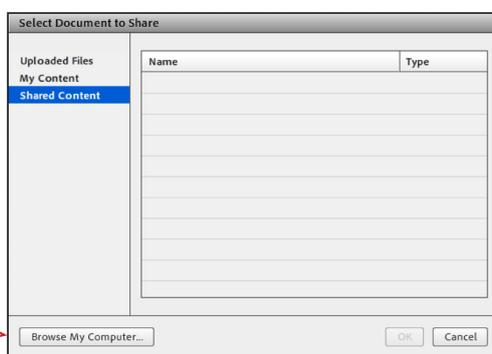 Select Document to Share
Uploaded Files
My Content
Shared Content
Name Type
Browse My Computer... OK Cancel